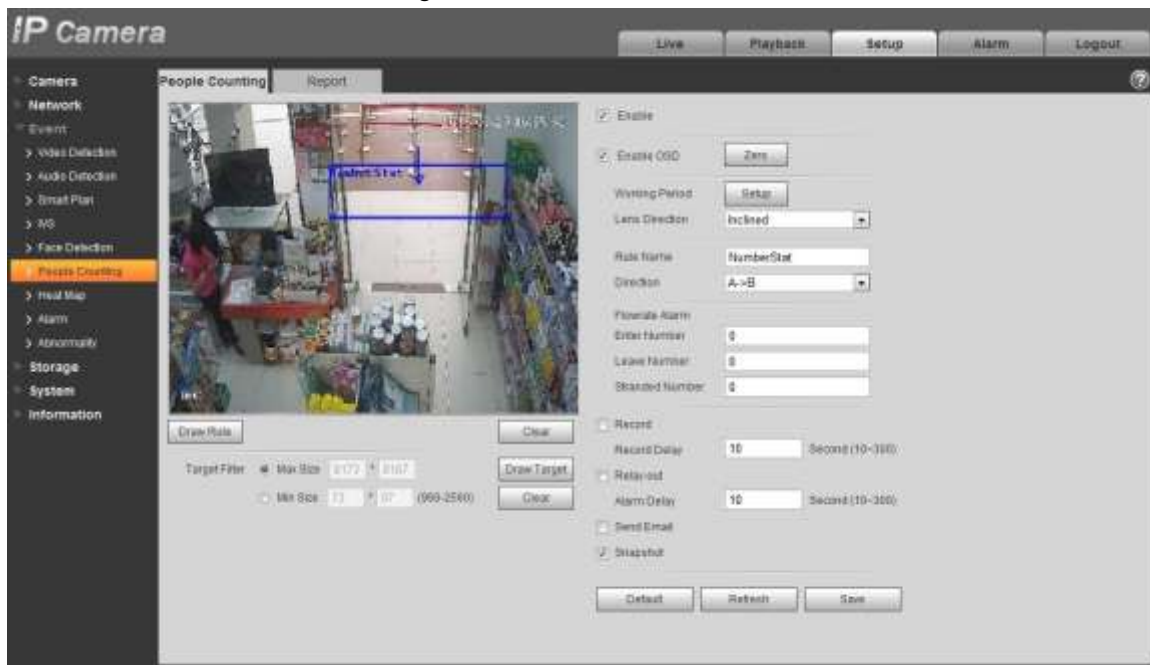 IP Camera
Live
Playback
Setup
Alarm
Logout
Camera
Network
Event
> Video Detection
> Audio Detection
> Smart Plan
> IVS
> Face Detection
> People Counting
> Heat Map
> Alarm
> Abnormality
Storage
System
Information
People Counting
Report
NumberStat
Draw Rule
Clear
Target Filter
Max Size
*
Draw Target
Min Size
*
Clear
Enable
Enable OSD
Zero
Working Period
Setup
Lens Direction
Inclined
Rule Name
NumberStat
Direction
A->B
Flowrate Alarm
Enter Number
0
Leave Number
0
Stranded Number
0
Record
Record Delay
10
Second (10~300)
Relay-out
Alarm Delay
10
Second (10~300)
Send Email
Snapshot
Default
Refresh
Save